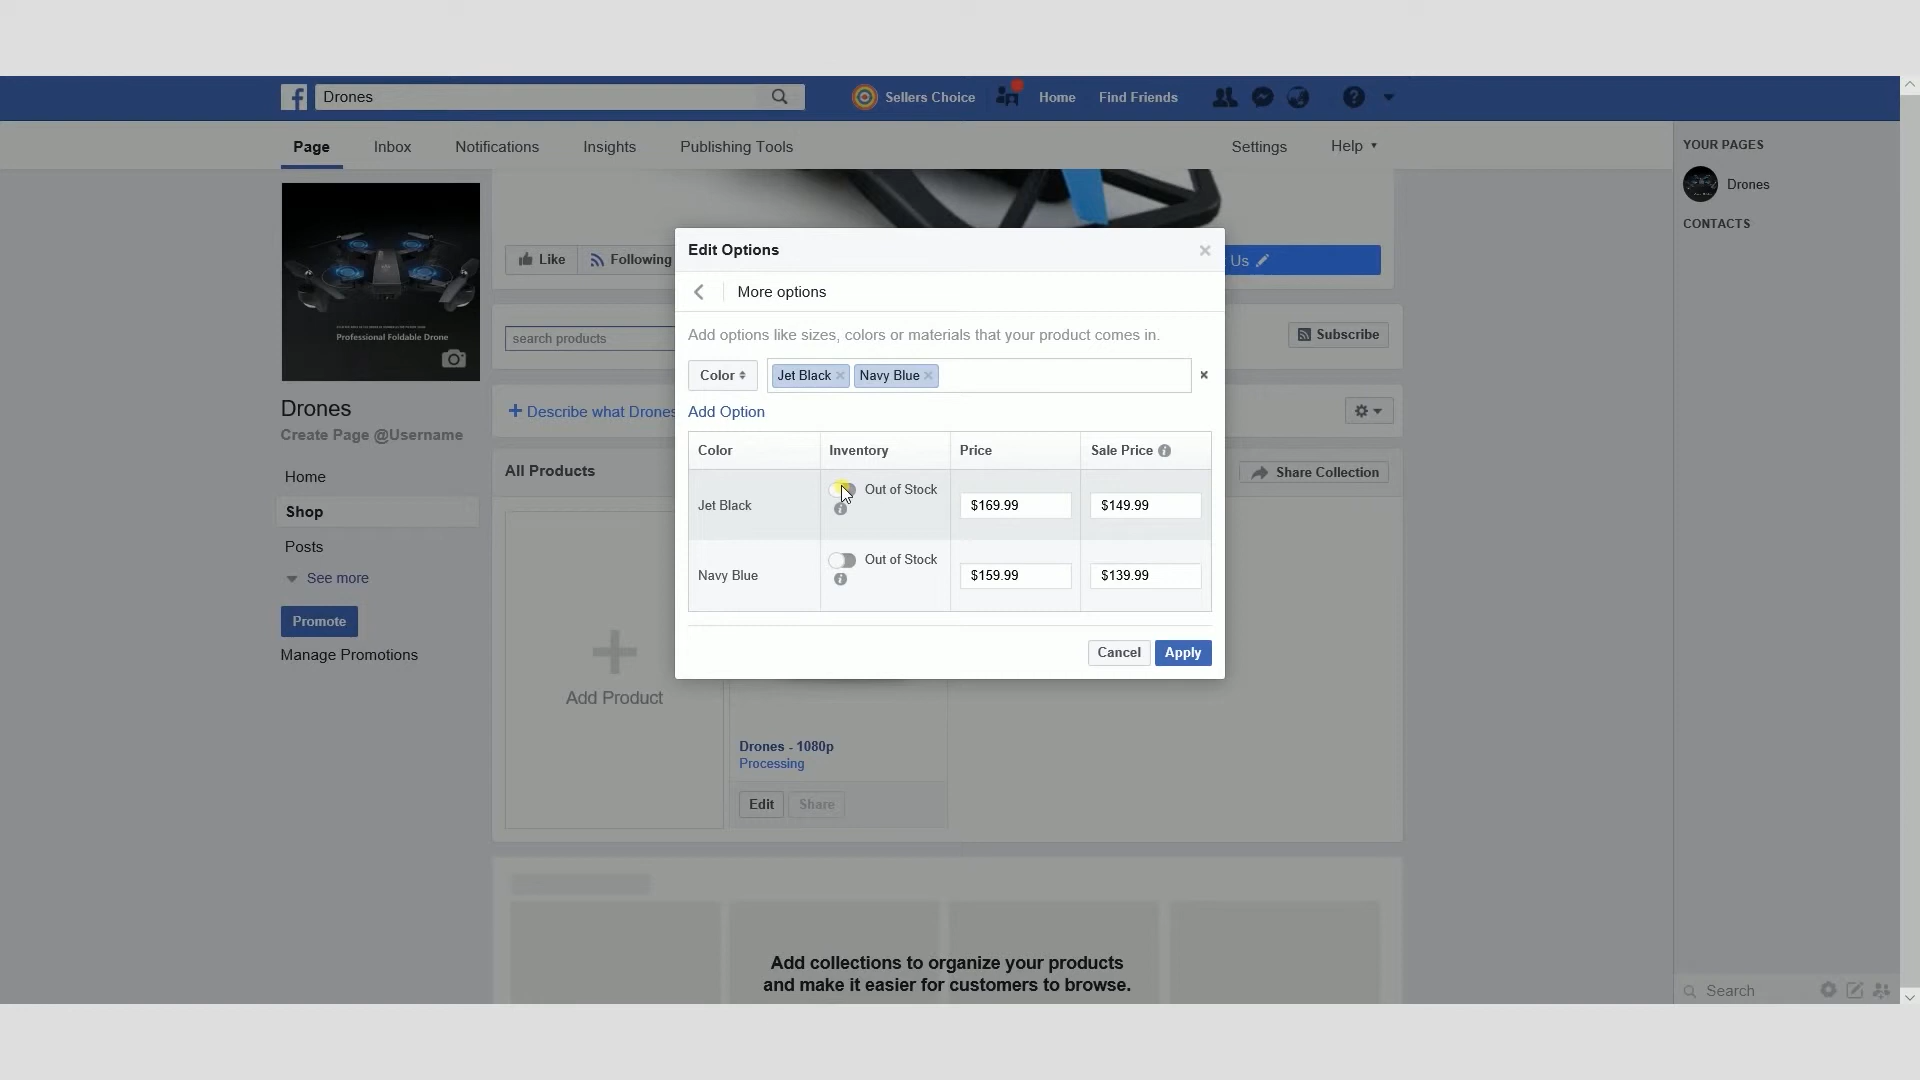 Drones
Sellers Choice
Home
Find Friends
Page
Inbox
Notifications
Insights
Publishing Tools
Settings
Help
YOUR PAGES
Drones
CONTACTS
Professional Foldable Drone
Like
Following
Us
search products
Subscribe
Drones
Create Page @Username
+ Describe what Drones
Home
Shop
Posts
See more
Promote
Manage Promotions
All Products
Share Collection
Edit Options
More options
Add options like sizes, colors or materials that your product comes in.
Color
Jet Black
Navy Blue
Add Option
Color Inventory Price Sale Price
Jet Black Out of Stock $169.99 $149.99
Navy Blue Out of Stock $159.99 $139.99
Cancel
Apply
Add Product
Drones - 1080p
Processing
Edit
Share
Add collections to organize your products
and make it easier for customers to browse.
Search